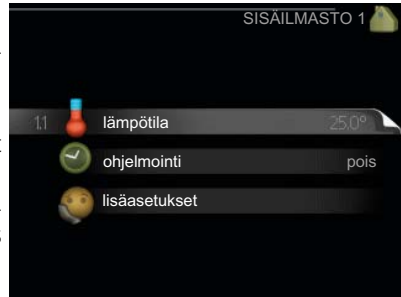 SISÄILMASTO 1
1.1 lämpötila 25.0°
ohjelmointi pois
lisäasetukset